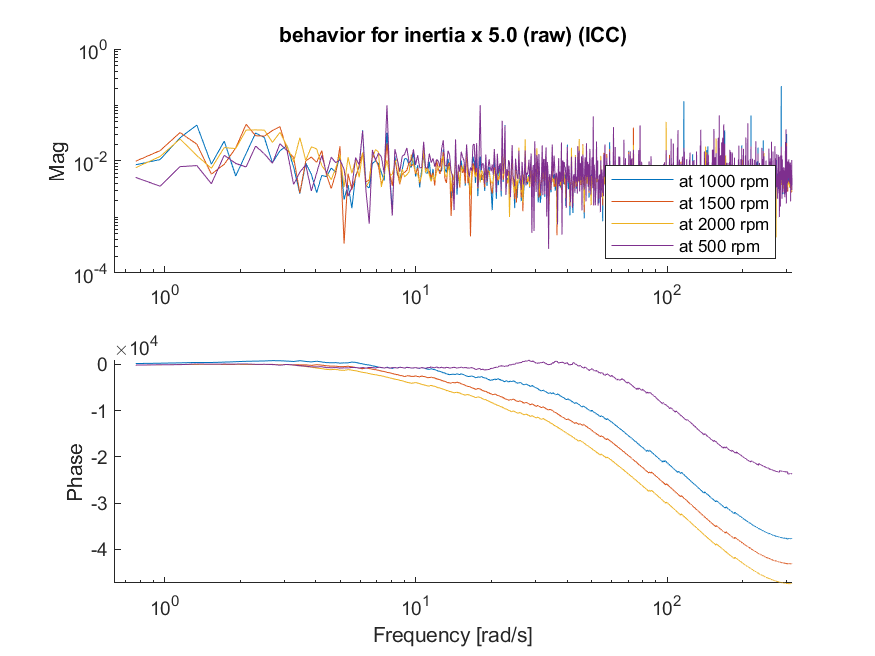 behavior for inertia x 5.0 (raw) (ICC)
10^0
10^-2
10^-4
Mag
at 1000 rpm
at 1500 rpm
at 2000 rpm
at 500 rpm
10^0 10^1 10^2
×10^4
0
-1
-2
-3
-4
Phase
10^0 10^1 10^2
Frequency [rad/s]